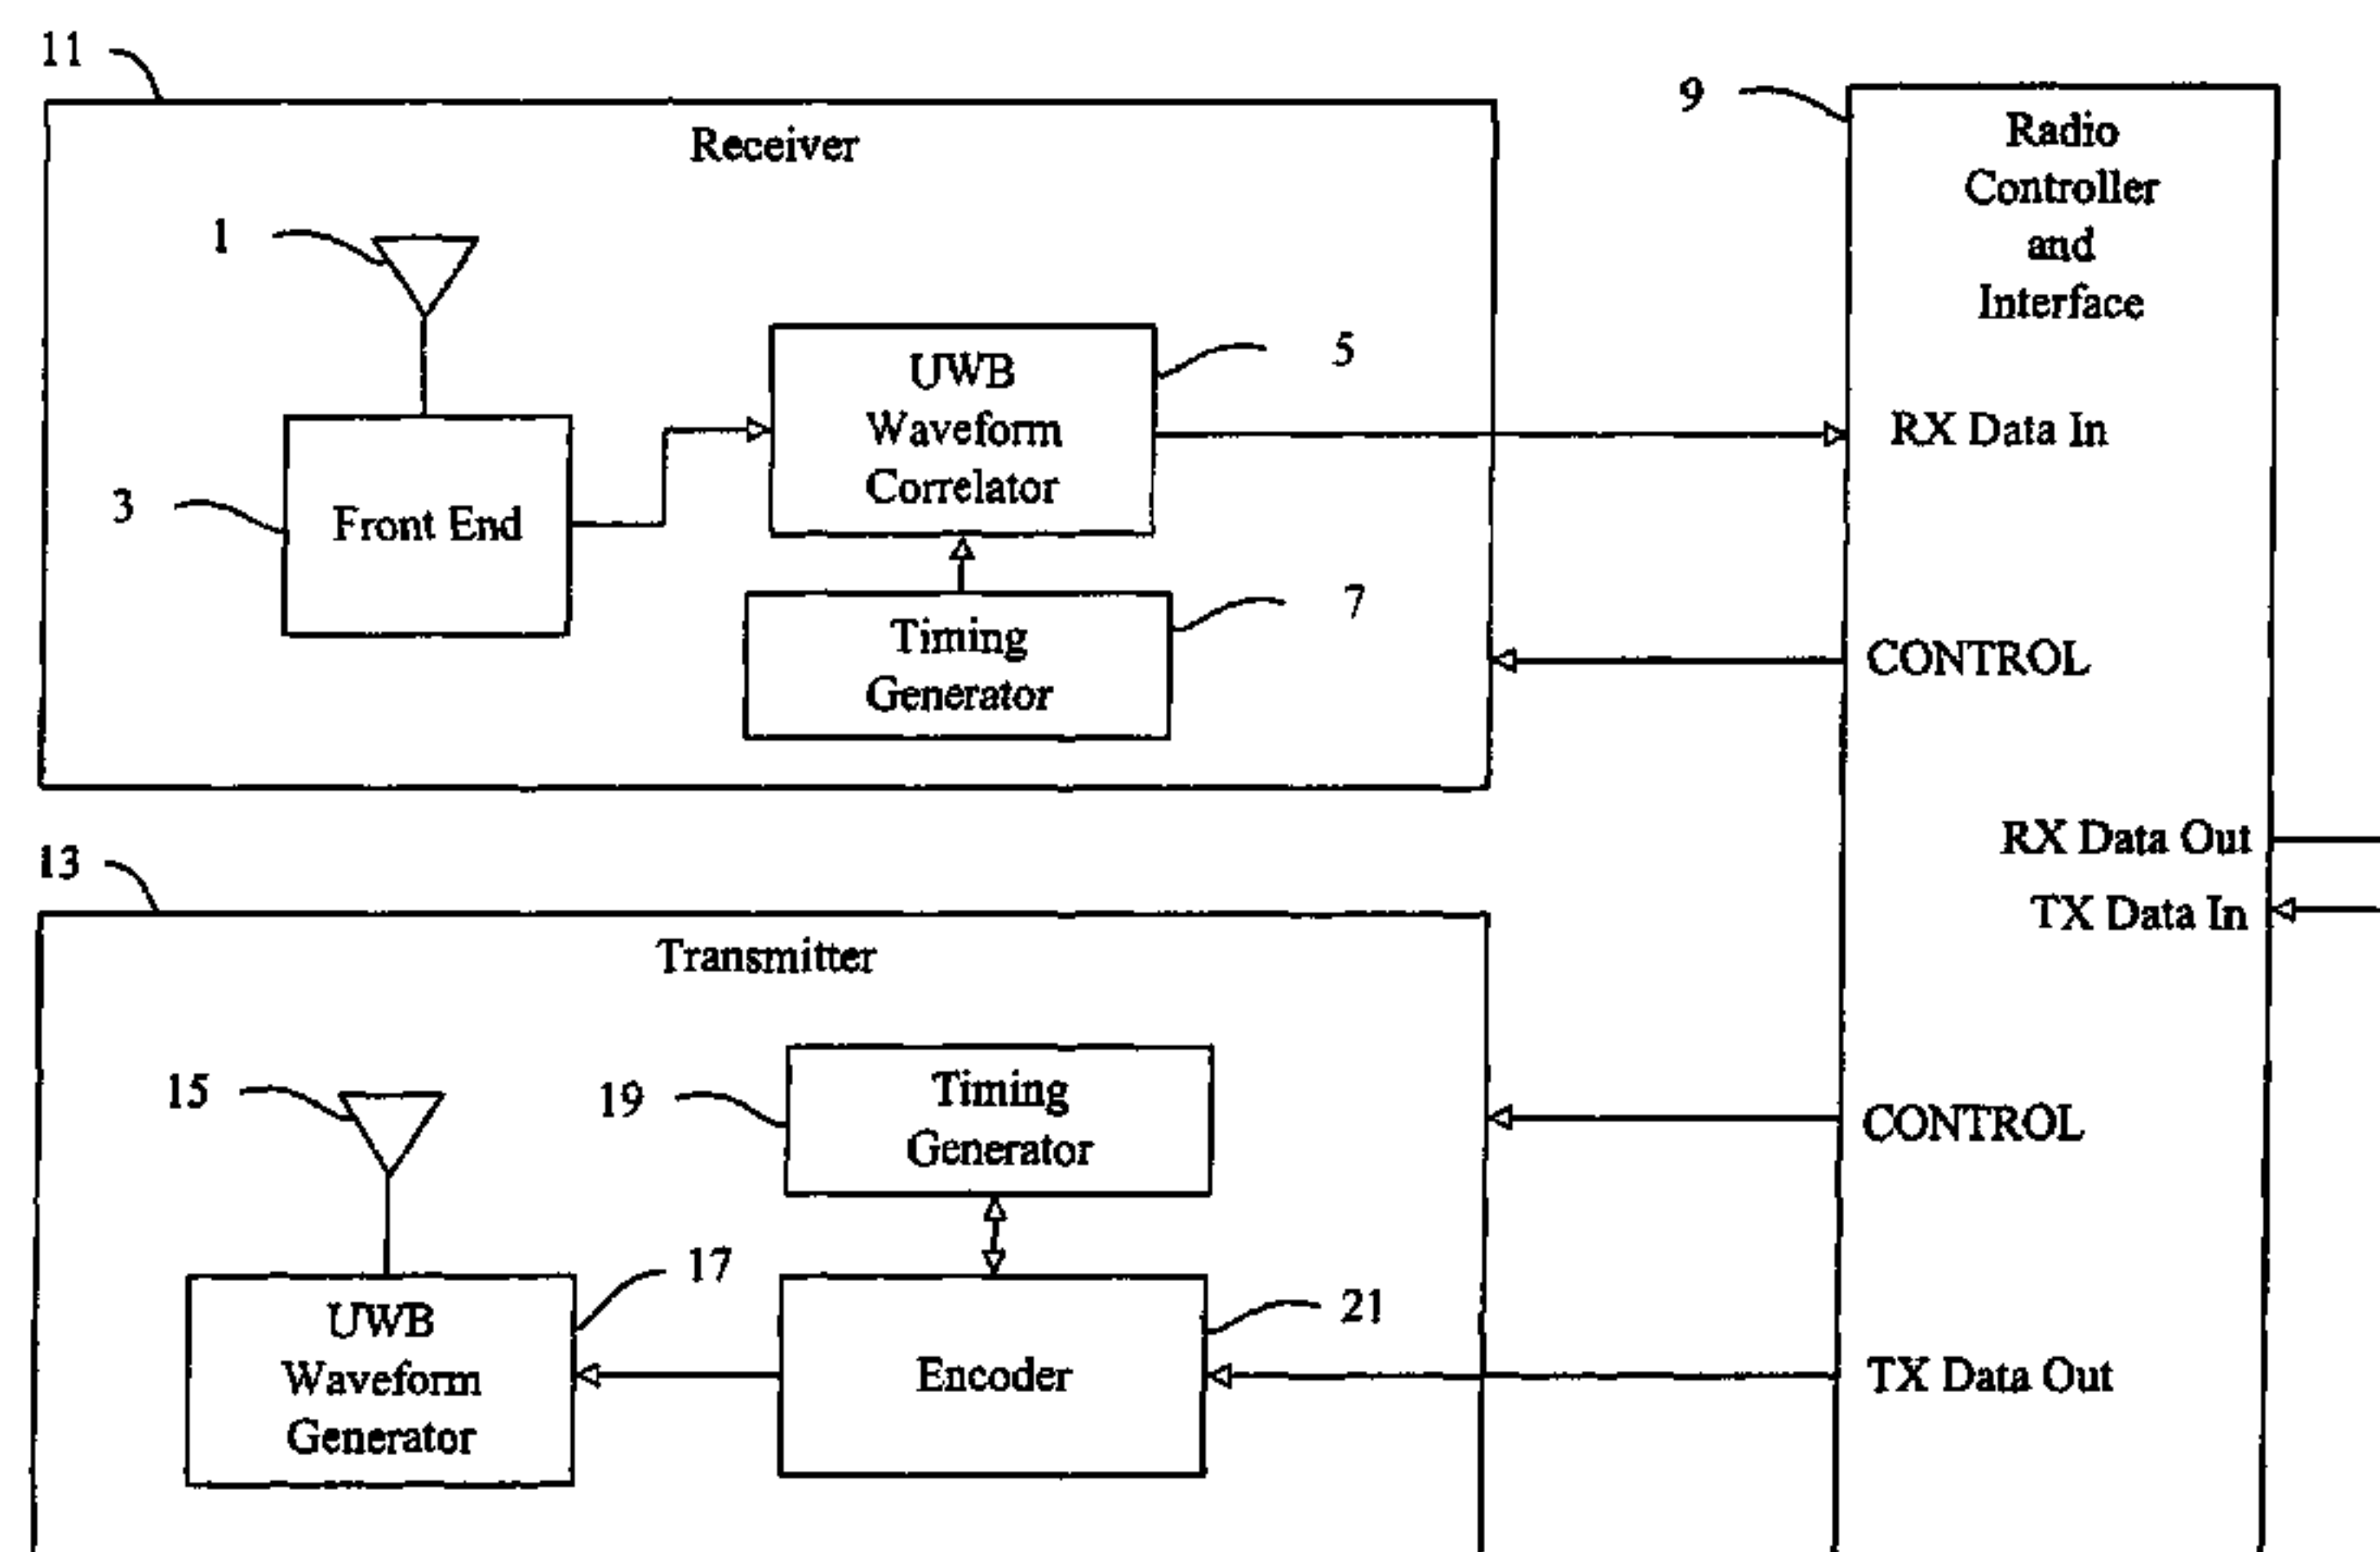 11
Receiver
1
3
Front End
UWB
Waveform
Correlator
5
Timing
Generator
7
9
Radio
Controller
and
Interface
RX Data In
CONTROL
RX Data Out
TX Data In
CONTROL
TX Data Out
13
Transmitter
15
19
Timing
Generator
UWB
Waveform
Generator
17
Encoder
21